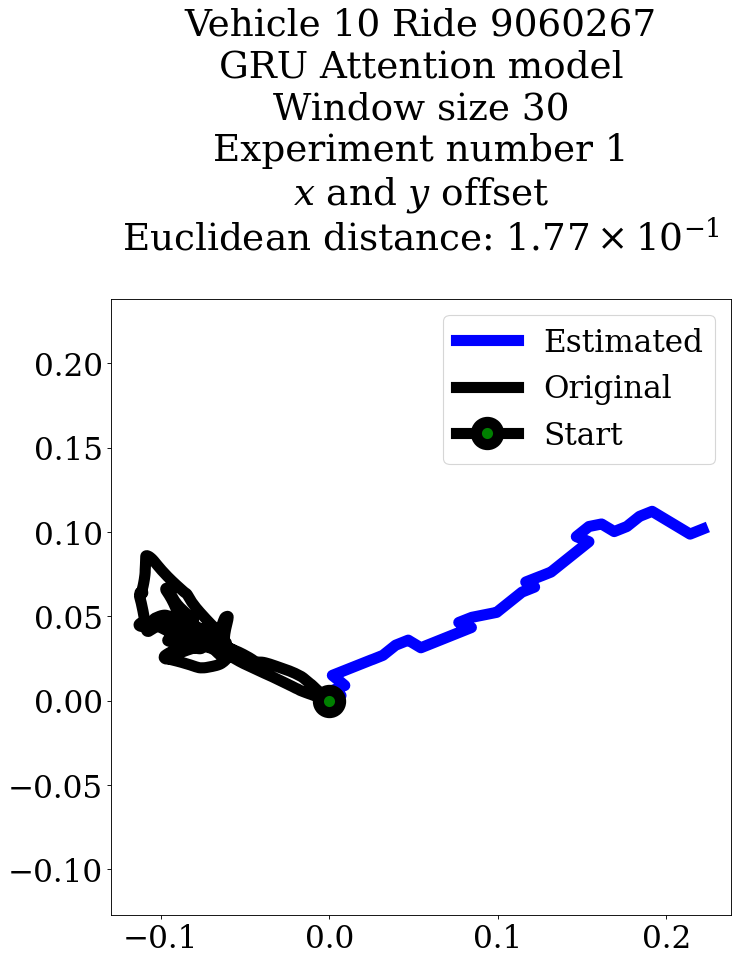 Vehicle 10 Ride 9060267
GRU Attention model
Window size 30
Experiment number 1
x and y offset
Euclidean distance: 1.77 × 10⁻¹
Estimated
Original
Start
0.20
0.15
0.10
0.05
0.00
−0.05
−0.10
−0.1 0.0 0.1 0.2